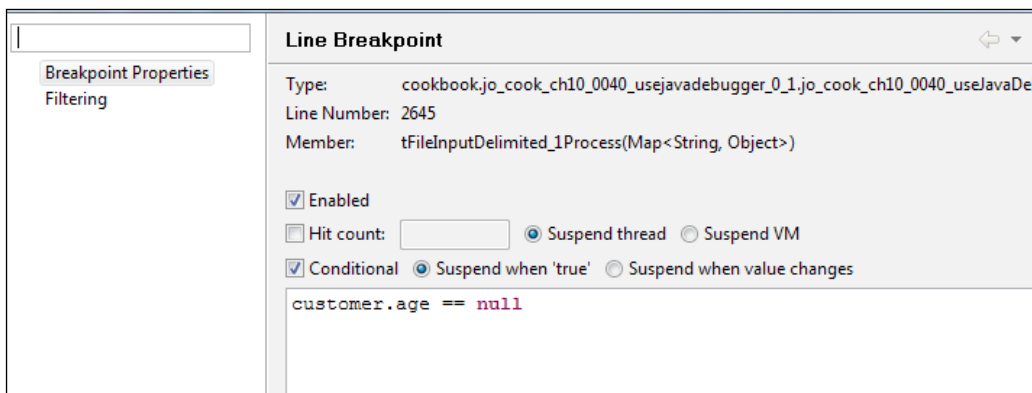 Line Breakpoint
Breakpoint Properties
Filtering
Type: cookbook.jo_cook_ch10_0040_usejavadebugger_0_1.jo_cook_ch10_0040_useJavaDe
Line Number: 2645
Member: tFileInputDelimited_1Process(Map<String, Object>)
Enabled
Hit count: Suspend thread Suspend VM
Conditional Suspend when 'true' Suspend when value changes
customer.age == null